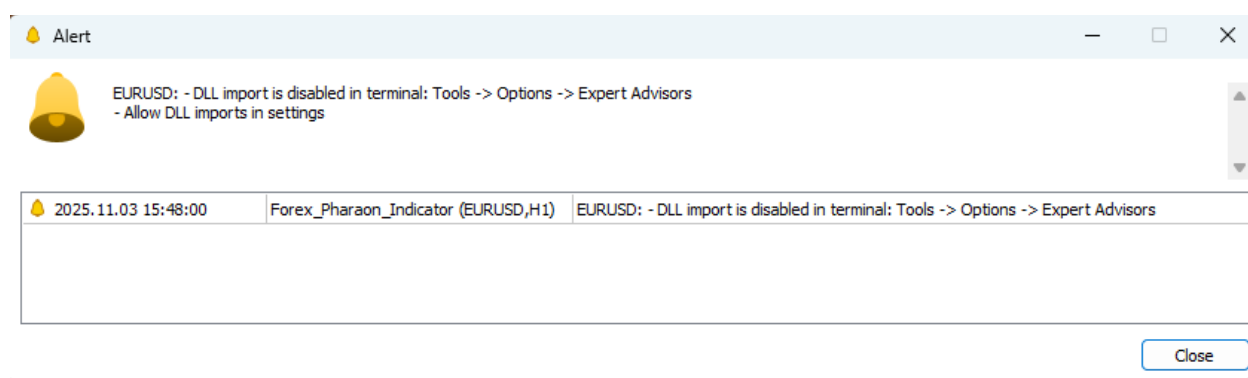 Alert
EURUSD: - DLL import is disabled in terminal: Tools -> Options -> Expert Advisors
- Allow DLL imports in settings
2025.11.03 15:48:00 Forex_Pharaon_Indicator (EURUSD,H1) EURUSD: - DLL import is disabled in terminal: Tools -> Options -> Expert Advisors
Close